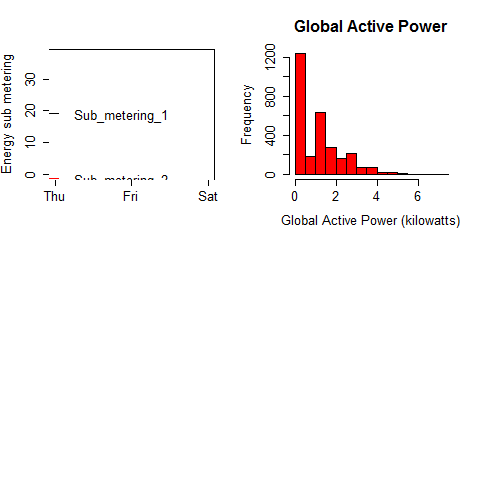 Energy sub metering
0
10
20
30
Sub_metering_1
Sub_metering_2
Thu
Fri
Sat
Global Active Power
Frequency
0
400
800
1200
0
2
4
6
Global Active Power (kilowatts)